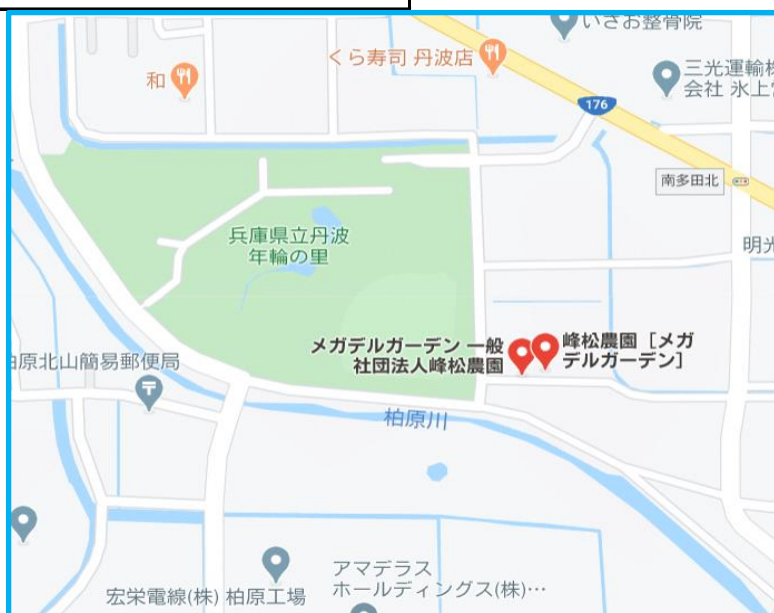 いさお整骨院
くら寿司 丹波店
和
三光運輸株
会社 氷上営
176
南多田北
明光
兵庫県立丹波
年輪の里
メガデルガーデン 一般
社団法人峰松農園
峰松農園［メガ
デルガーデン］
原北山簡易郵便局
柏原川
アマデラス
ホールディングス(株)…
宏栄電線(株) 柏原工場